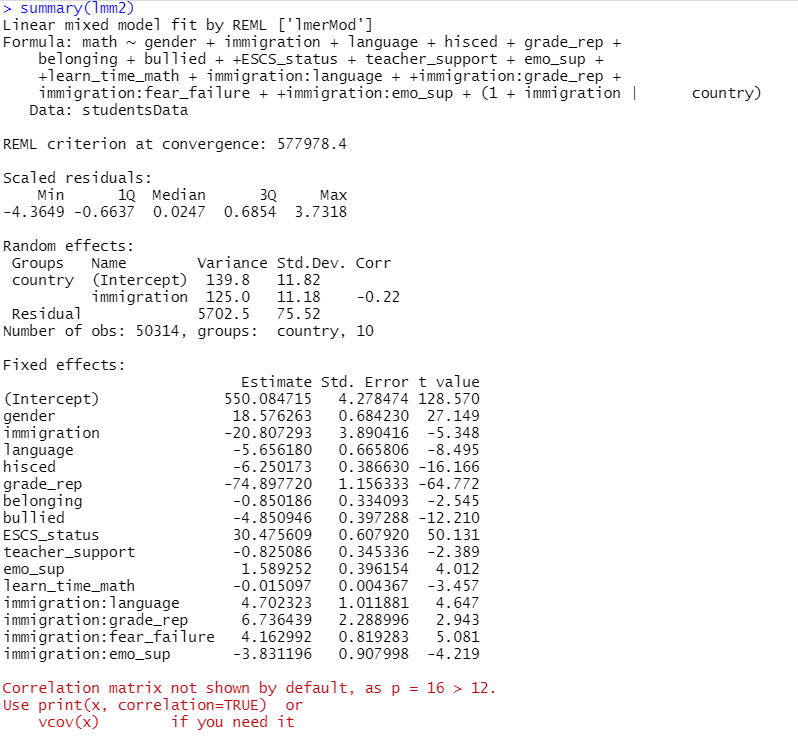 > summary(lmm2)
Linear mixed model fit by REML ['lmerMod']
Formula: math ~ gender + immigration + language + hisced + grade_rep +
    belonging + bullied + +ESCS_status + teacher_support + emo_sup +
    +learn_time_math + immigration:language + +immigration:grade_rep +
    immigration:fear_failure + +immigration:emo_sup + (1 + immigration |      country)
   Data: studentsData

REML criterion at convergence: 577978.4

Scaled residuals:
    Min      1Q  Median      3Q     Max
-4.3649 -0.6637  0.0247  0.6854  3.7318

Random effects:
 Groups   Name        Variance Std.Dev. Corr
 country  (Intercept)  139.8   11.82
          immigration  125.0   11.18    -0.22
 Residual             5702.5   75.52
Number of obs: 50314, groups:  country, 10

Fixed effects:
                           Estimate Std. Error t value
(Intercept)              550.084715   4.278474 128.570
gender                    18.576263   0.684230  27.149
immigration              -20.807293   3.890416  -5.348
language                  -5.656180   0.665806  -8.495
hisced                    -6.250173   0.386630 -16.166
grade_rep                -74.897720   1.156333 -64.772
belonging                 -0.850186   0.334093  -2.545
bullied                   -4.850946   0.397288 -12.210
ESCS_status               30.475609   0.607920  50.131
teacher_support           -0.825086   0.345336  -2.389
emo_sup                    1.589252   0.396154   4.012
learn_time_math           -0.015097   0.004367  -3.457
immigration:language       4.702323   1.011881   4.647
immigration:grade_rep      6.736439   2.288996   2.943
immigration:fear_failure   4.162992   0.819283   5.081
immigration:emo_sup       -3.831196   0.907998  -4.219

Correlation matrix not shown by default, as p = 16 > 12.
Use print(x, correlation=TRUE)  or
    vcov(x)        if you need it